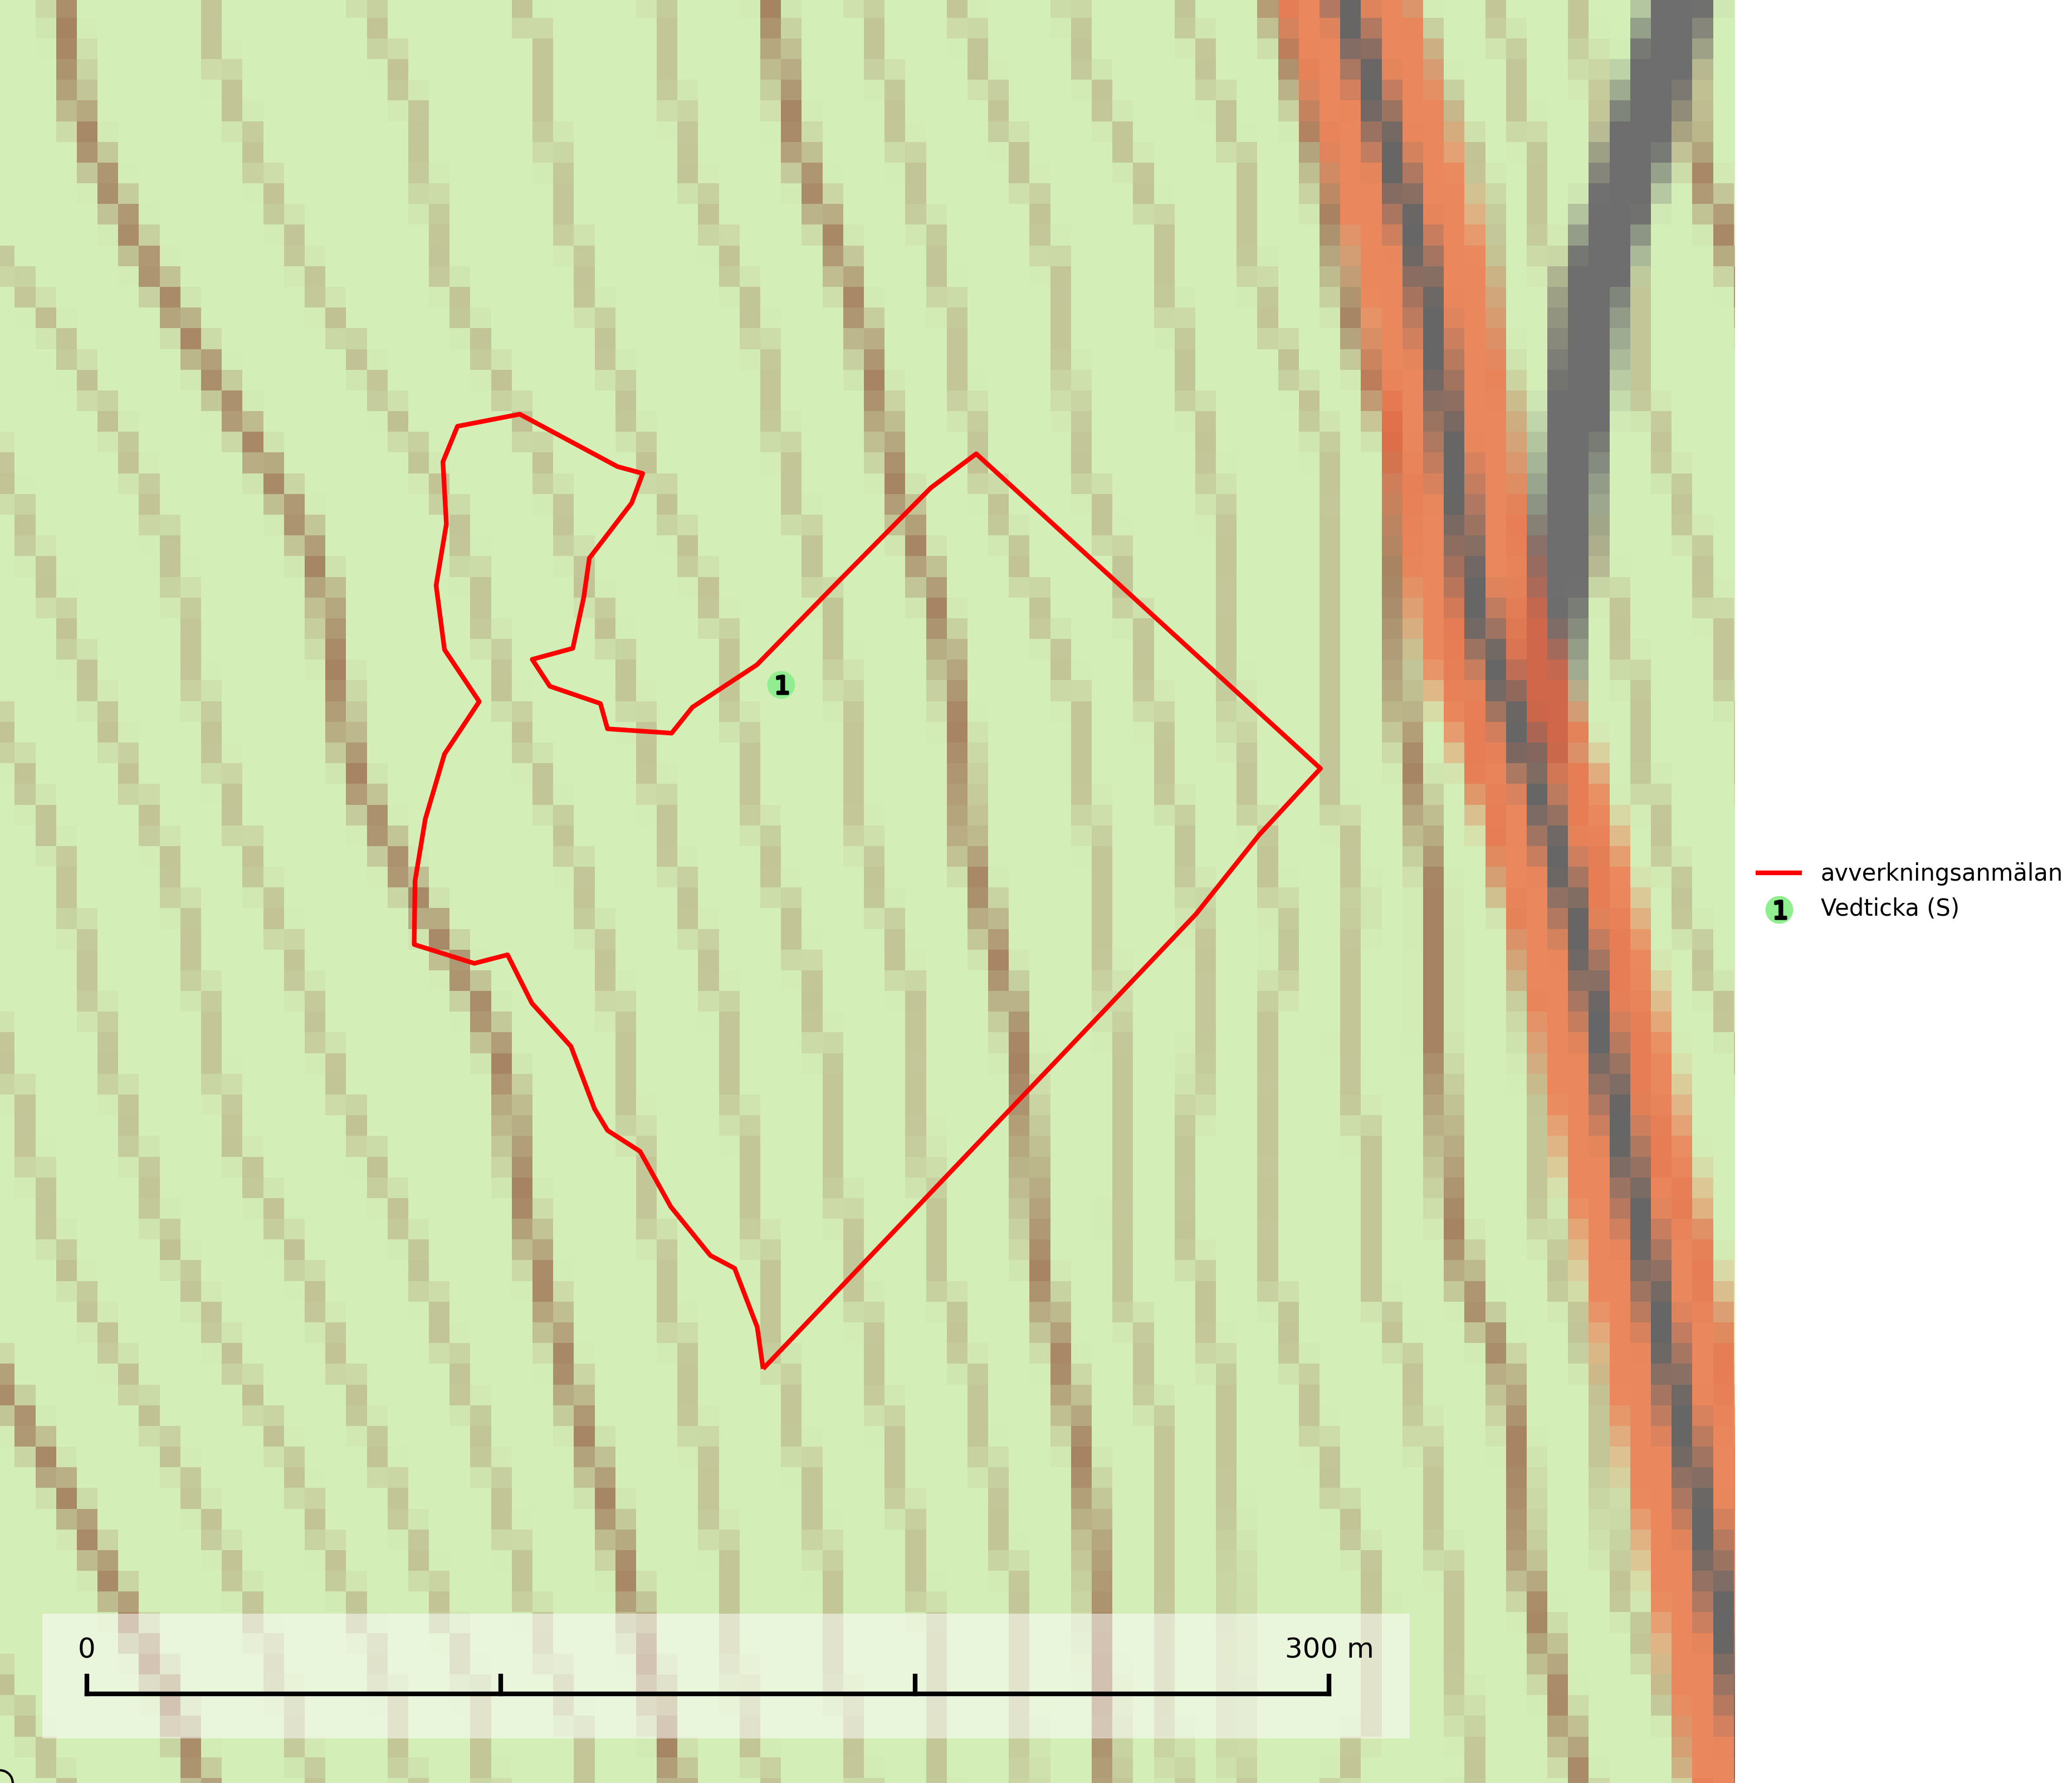 1
avverkningsanmälan
1 Vedticka (S)
0 300 m